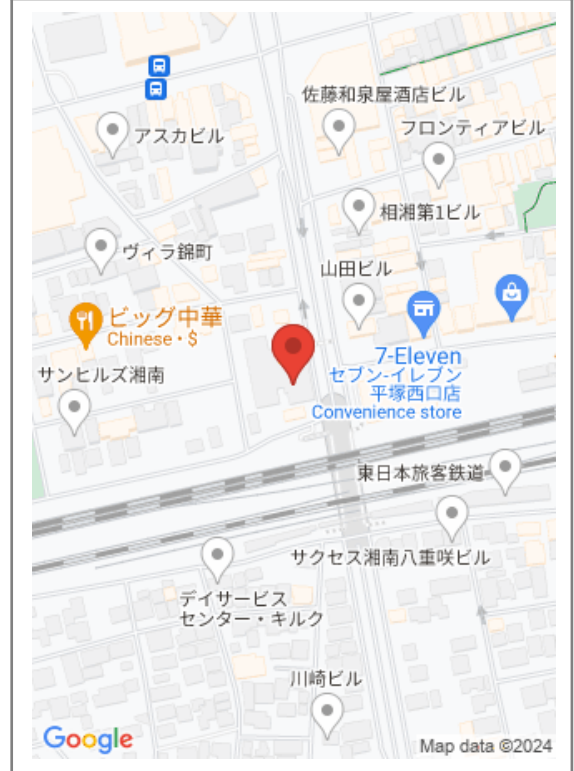 佐藤和泉屋酒店ビル
アスカビル
フロンティアビル
相湘第1ビル
ヴィラ錦町
山田ビル
ビッグ中華
Chinese・$
7-Eleven
セブン-イレブン
平塚西口店
Convenience store
サンヒルズ湘南
東日本旅客鉄道
サクセス湘南八重咲ビル
デイサービス
センター・キルク
川崎ビル
Google
Map data ©2024